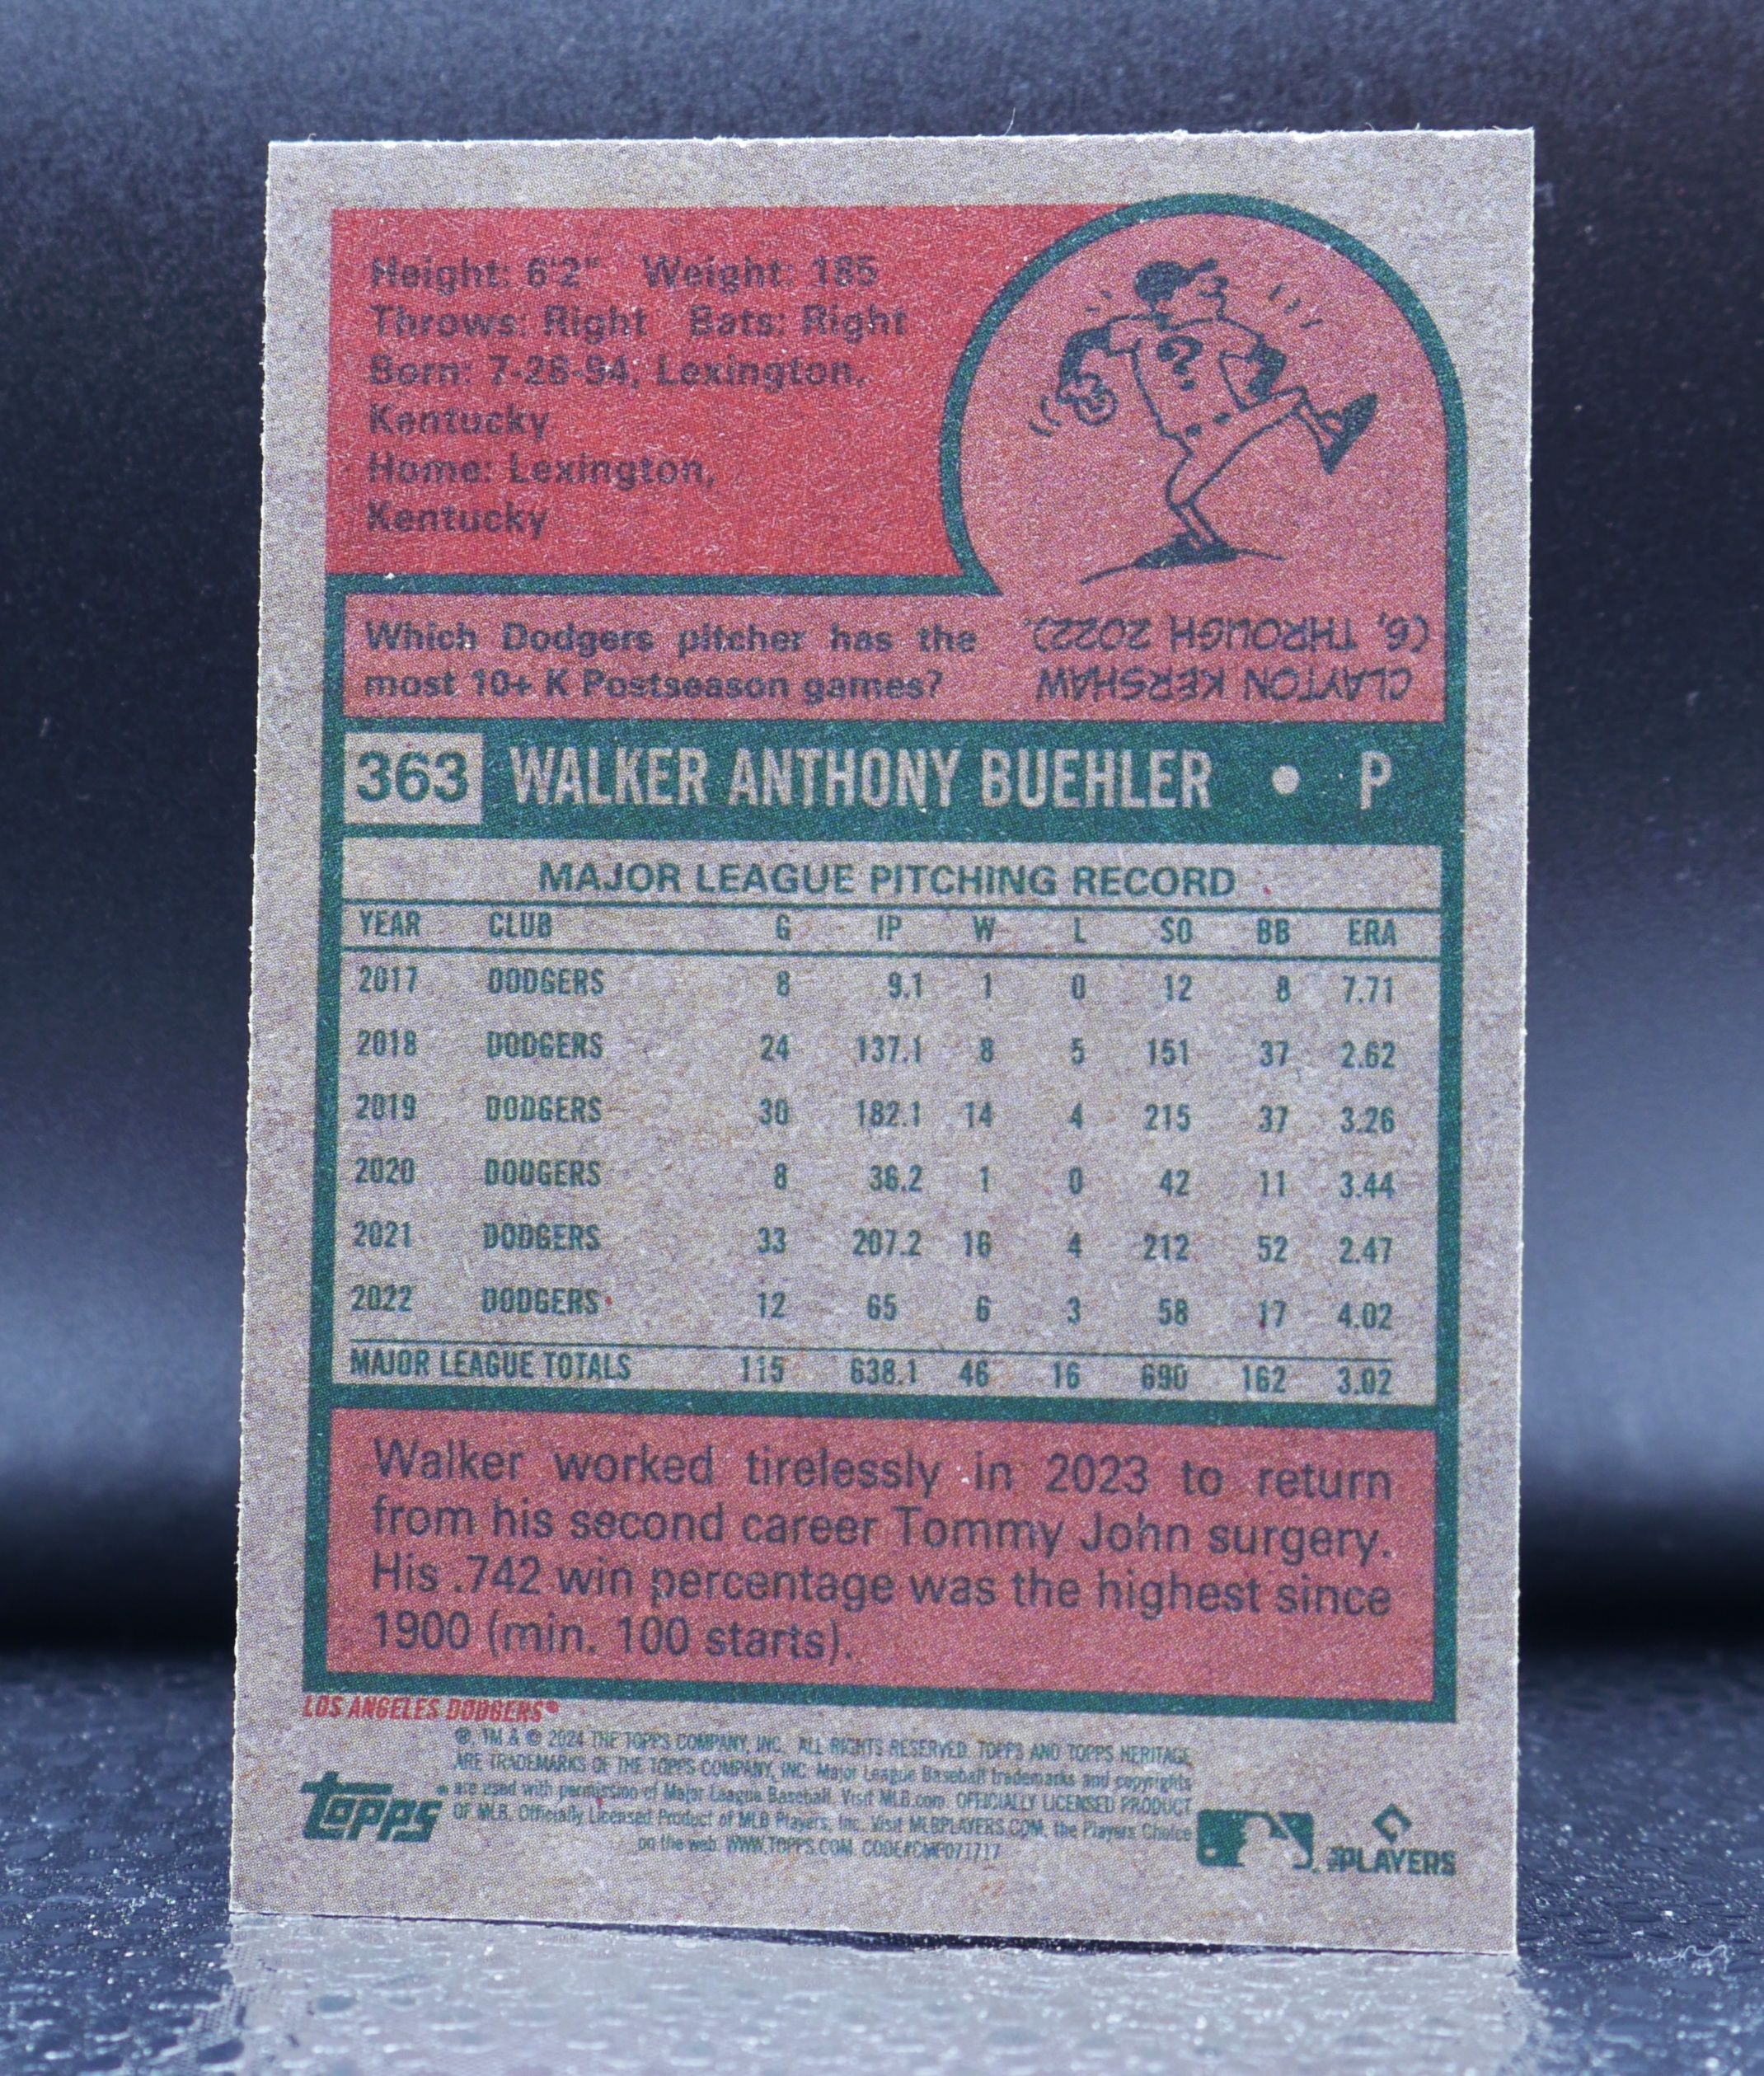 Height: 6'2" Weight: 185
Throws: Right Bats: Right
Born: 7-28-94, Lexington,
Kentucky
Home: Lexington,
Kentucky
?
Which Dodgers pitcher has the
most 10+ K Postseason games?
CLAYTON KERSHAW
(6, THROUGH 2022).
363 WALKER ANTHONY BUEHLER • P
MAJOR LEAGUE PITCHING RECORD
YEAR CLUB G IP W L SO BB ERA
2017 DODGERS 8 9.1 1 0 12 8 7.71
2018 DODGERS 24 137.1 8 5 151 37 2.62
2019 DODGERS 30 182.1 14 4 215 37 3.26
2020 DODGERS 8 36.2 1 0 42 11 3.44
2021 DODGERS 33 207.2 16 4 212 52 2.47
2022 DODGERS 12 65 6 3 58 17 4.02
MAJOR LEAGUE TOTALS 115 638.1 46 16 690 162 3.02
Walker worked tirelessly in 2023 to return
from his second career Tommy John surgery.
His .742 win percentage was the highest since
1900 (min. 100 starts).
LOS ANGELES DODGERS®
®, TM & © 2024 THE TOPPS COMPANY, INC. ALL RIGHTS RESERVED. TOPPS AND TOPPS HERITAGE
ARE TRADEMARKS OF THE TOPPS COMPANY, INC. Major League Baseball trademarks and copyrights
are used with permission of Major League Baseball. Visit MLB.com. OFFICIALLY LICENSED PRODUCT
OF MLB. Officially Licensed Product of MLB Players, Inc. Visit MLBPLAYERS.COM, the Players Choice
on the web. WWW.TOPPS.COM. CODE#CMP071717
topps
PLAYERS